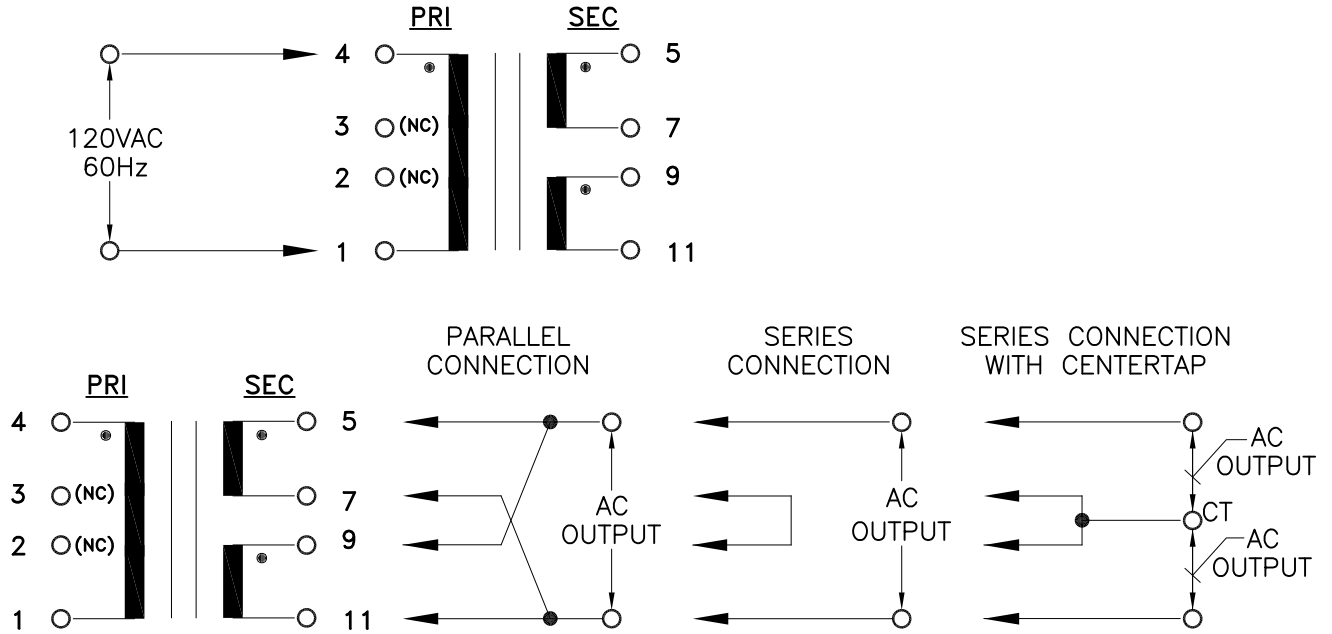 PRI SEC
4 5
3 (NC) 7
120VAC
60Hz
2 (NC) 9
1 11
PARALLEL
CONNECTION
SERIES
CONNECTION
SERIES CONNECTION
WITH CENTERTAP
PRI SEC
4 5
3 (NC) 7
2 (NC) 9
1 11
AC
OUTPUT
AC
OUTPUT
AC
OUTPUT
CT
AC
OUTPUT